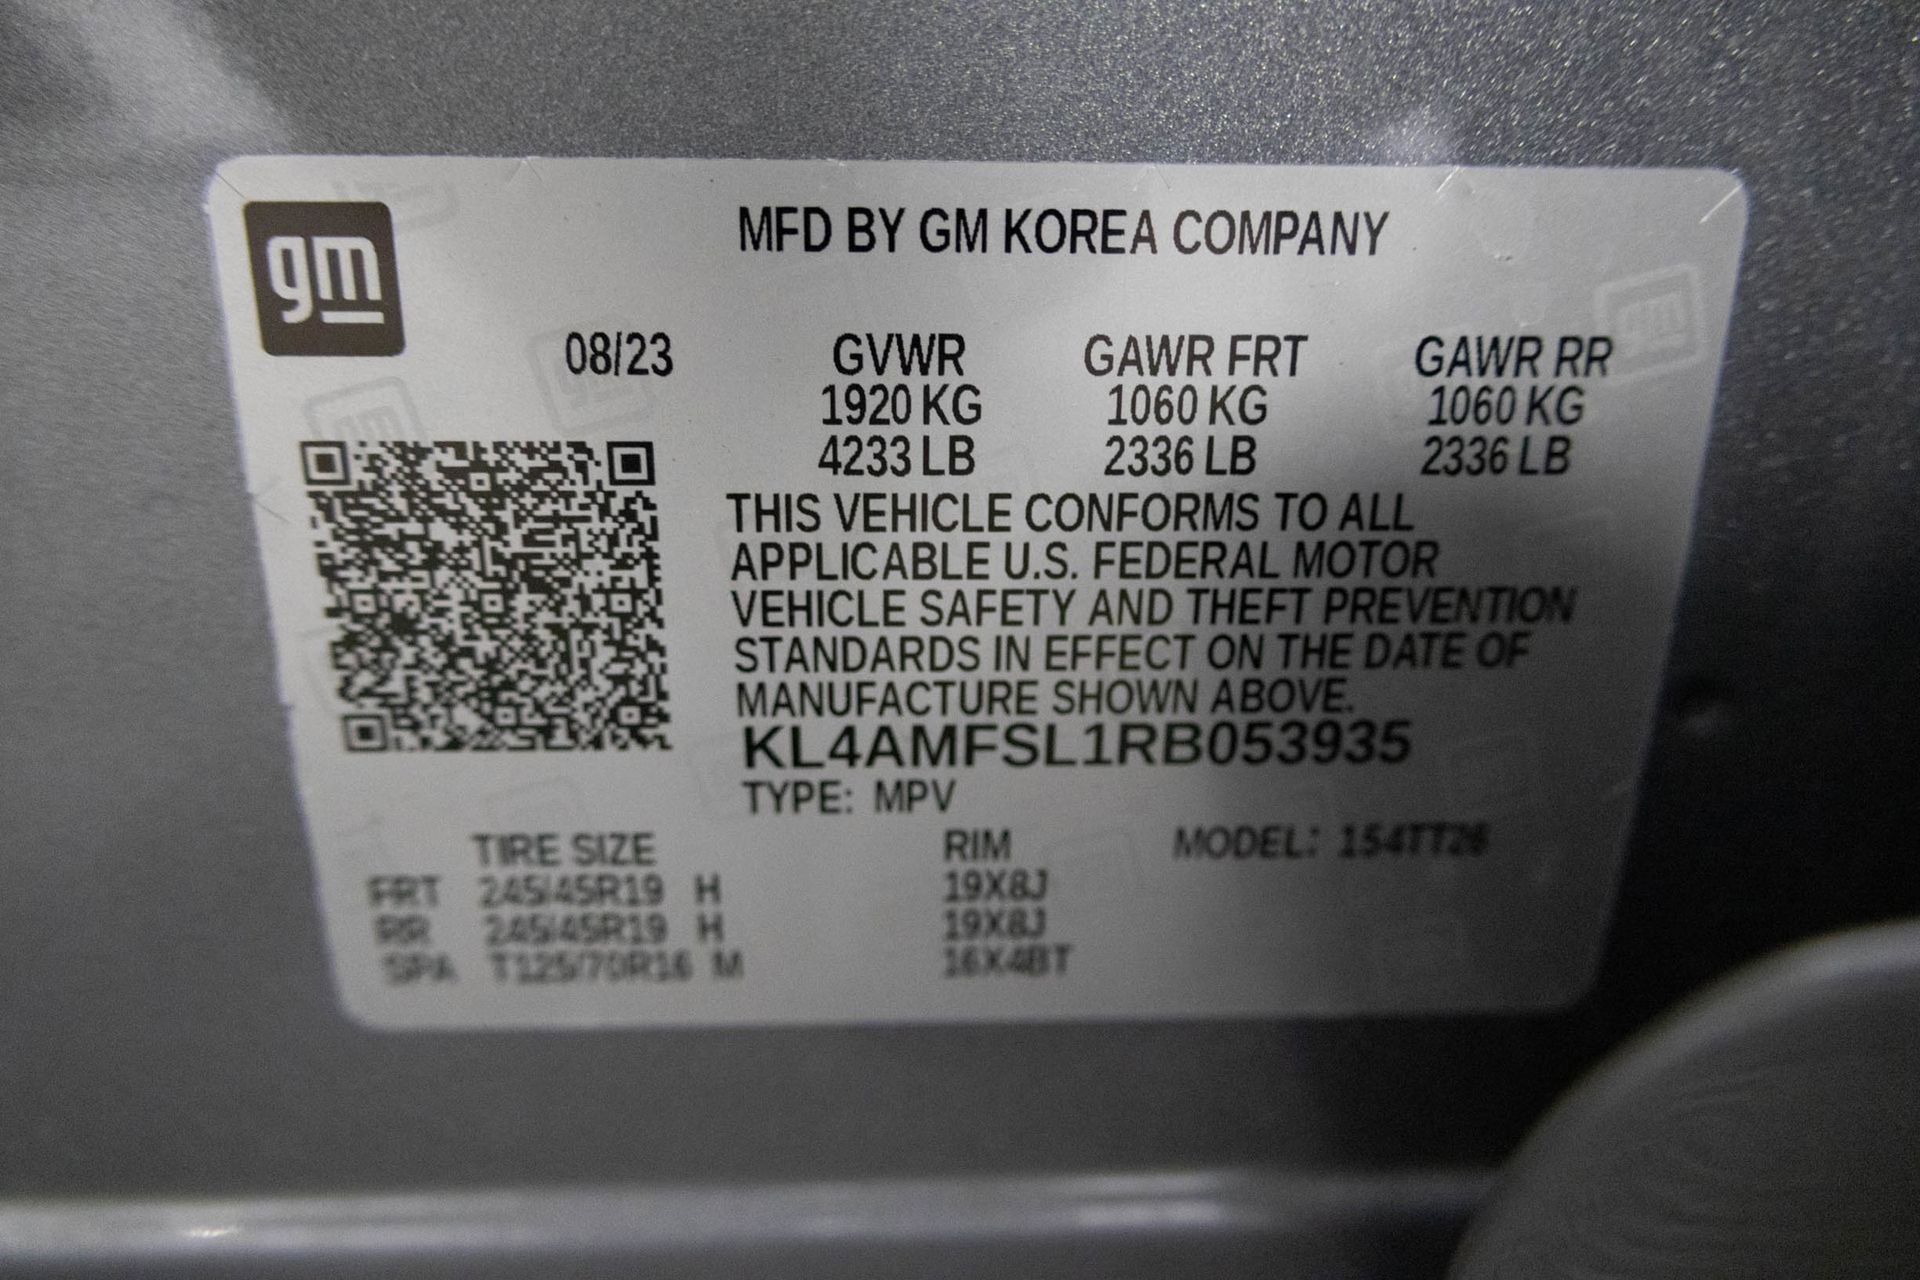 gm
MFD BY GM KOREA COMPANY
08/23 GVWR GAWR FRT GAWR RR
1920 KG 1060 KG 1060 KG
4233 LB 2336 LB 2336 LB
THIS VEHICLE CONFORMS TO ALL
APPLICABLE U.S. FEDERAL MOTOR
VEHICLE SAFETY AND THEFT PREVENTION
STANDARDS IN EFFECT ON THE DATE OF
MANUFACTURE SHOWN ABOVE.
KL4AMFSL1RB053935
TYPE: MPV
TIRE SIZE RIM MODEL: 154TT26
FRT 245/45R19 H 19X8J
RR 245/45R19 H 19X8J
SPA T125/70R16 M 16X4BT